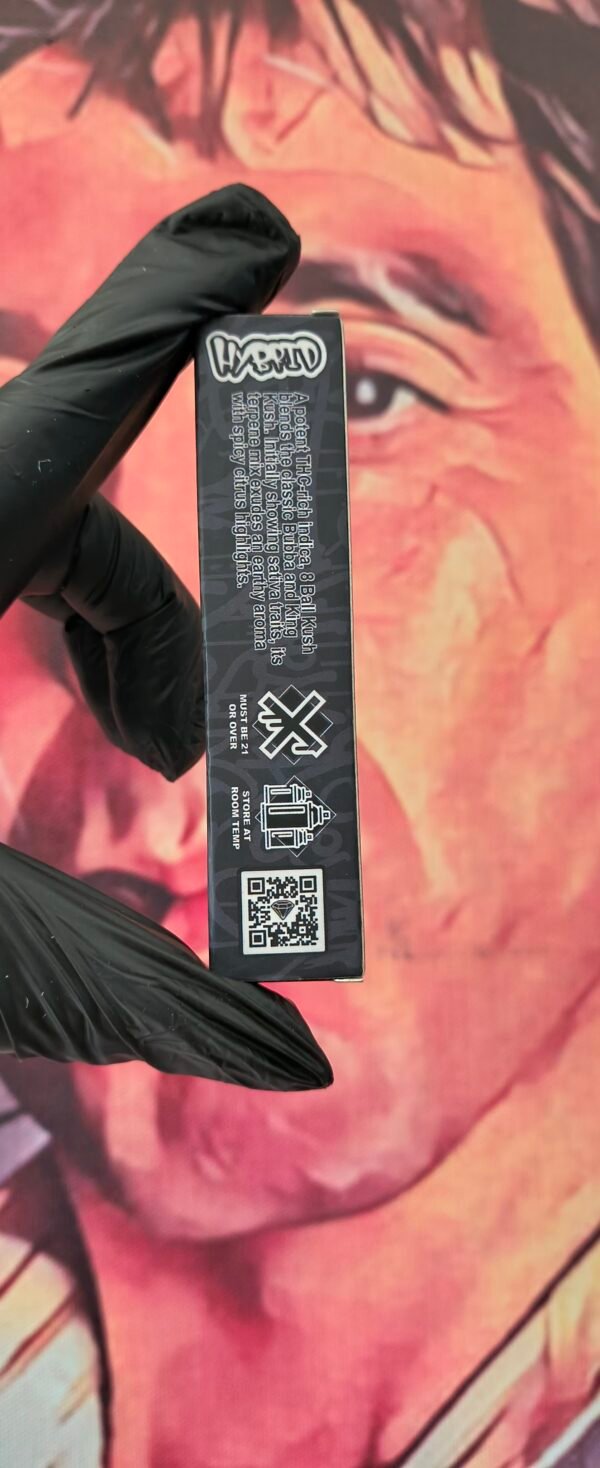 HYBRID
A potent THC-rich indica, 8 Ball Kush
blends the classic Bubba and King
Kush. Initially showing sativa traits, its
terpene mix exudes an earthy aroma
with spicy citrus highlights.
MUST BE 21
OR OVER
STORE AT
ROOM TEMP